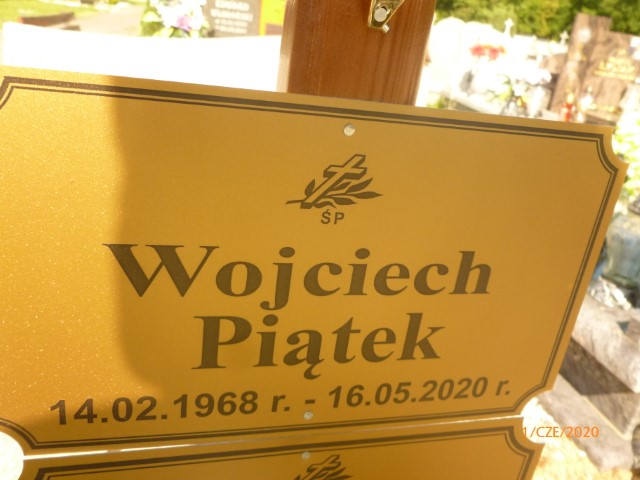 ŚP
Wojciech
Piątek
14.02.1968 r. - 16.05.2020 r.
1/CZE/2020